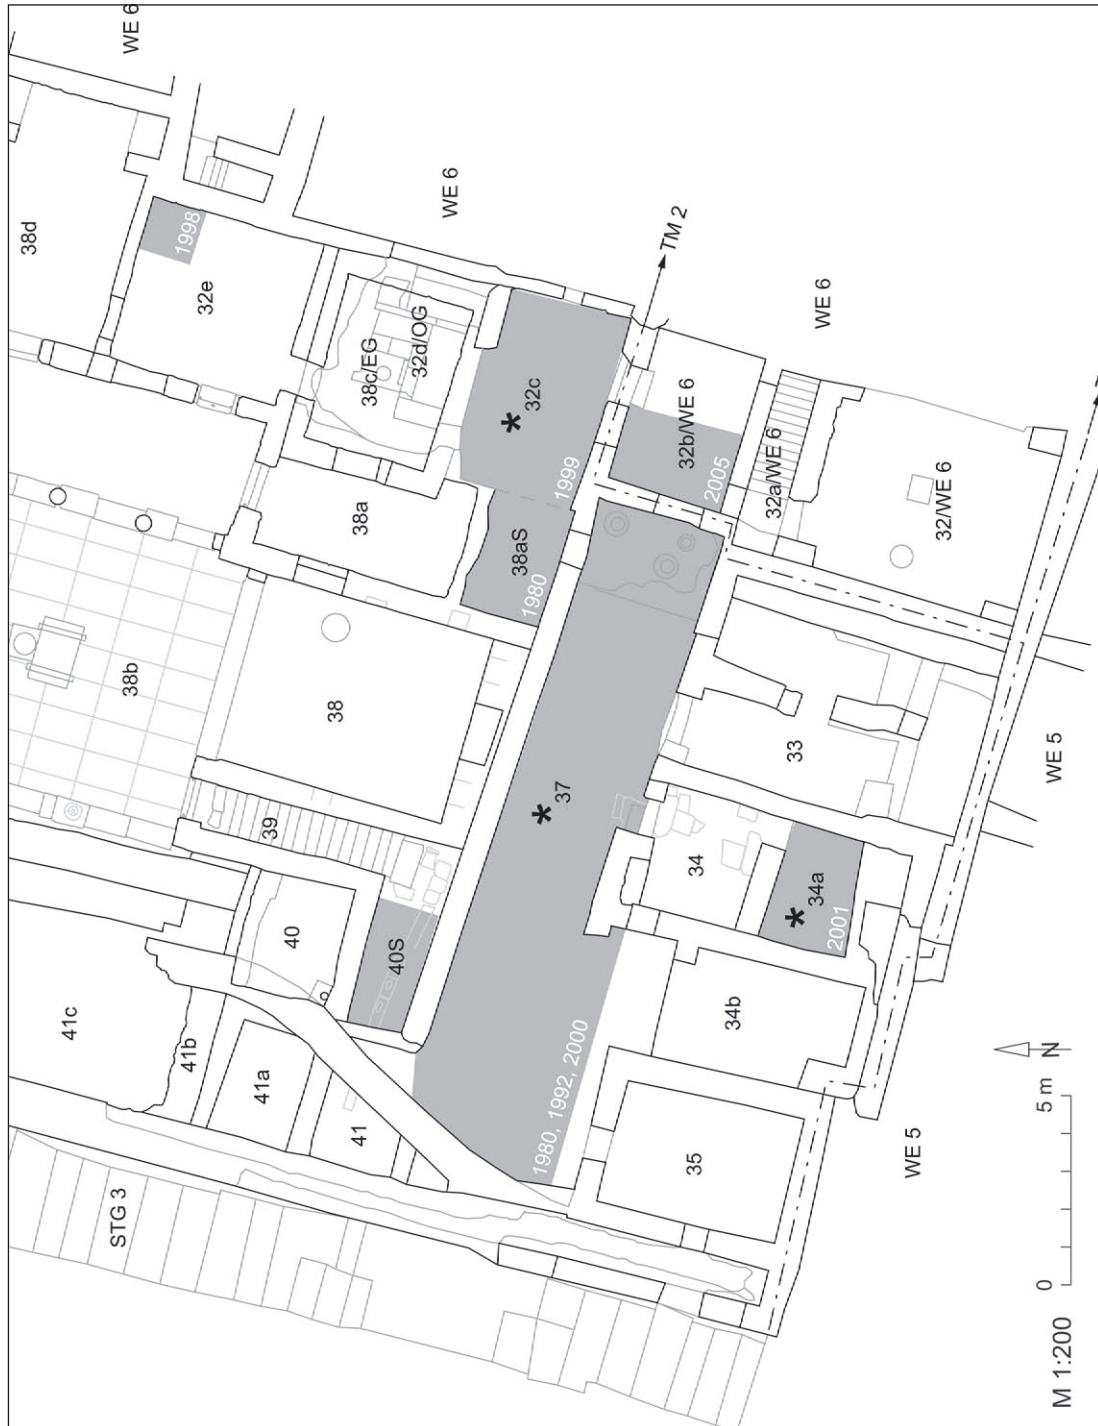 WE 6
38d
1998
32e
WE 6
38c/EG
32d/OG
TM 2
32c
*
1999
WE 6
32b/WE 6
2005
32a/WE 6
32/WE 6
38a
38aS
1980
38b
38
39
37
*
33
WE 5
34
34a
*
2001
40
40S
41c
41b
41a
41
1980, 1992, 2000
34b
35
WE 5
STG 3
N
0
5 m
M 1:200